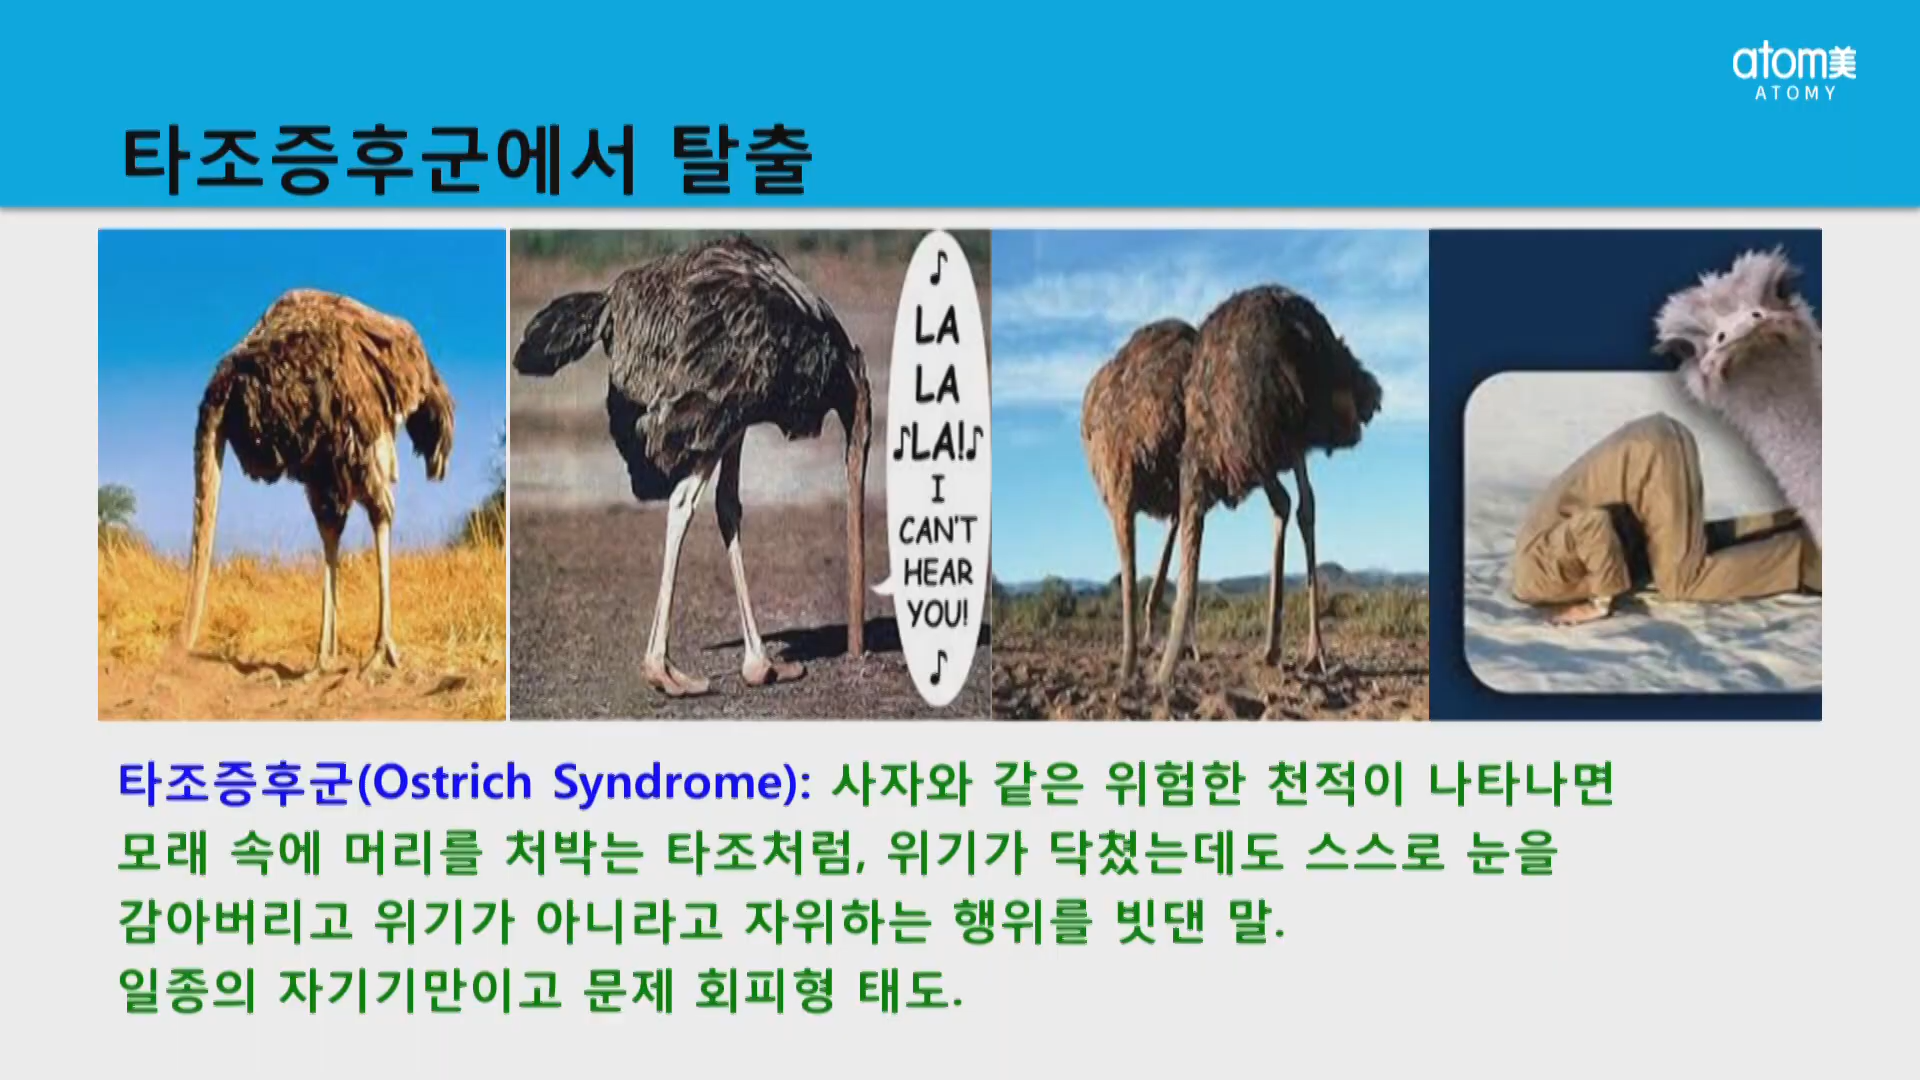 atom美
ATOMY
타조증후군에서 탈출
♪
LA
LA
♪LA!♪
I
CAN'T
HEAR
YOU!
♪
타조증후군(Ostrich Syndrome): 사자와 같은 위험한 천적이 나타나면
모래 속에 머리를 처박는 타조처럼, 위기가 닥쳤는데도 스스로 눈을
감아버리고 위기가 아니라고 자위하는 행위를 빗댄 말.
일종의 자기기만이고 문제 회피형 태도.